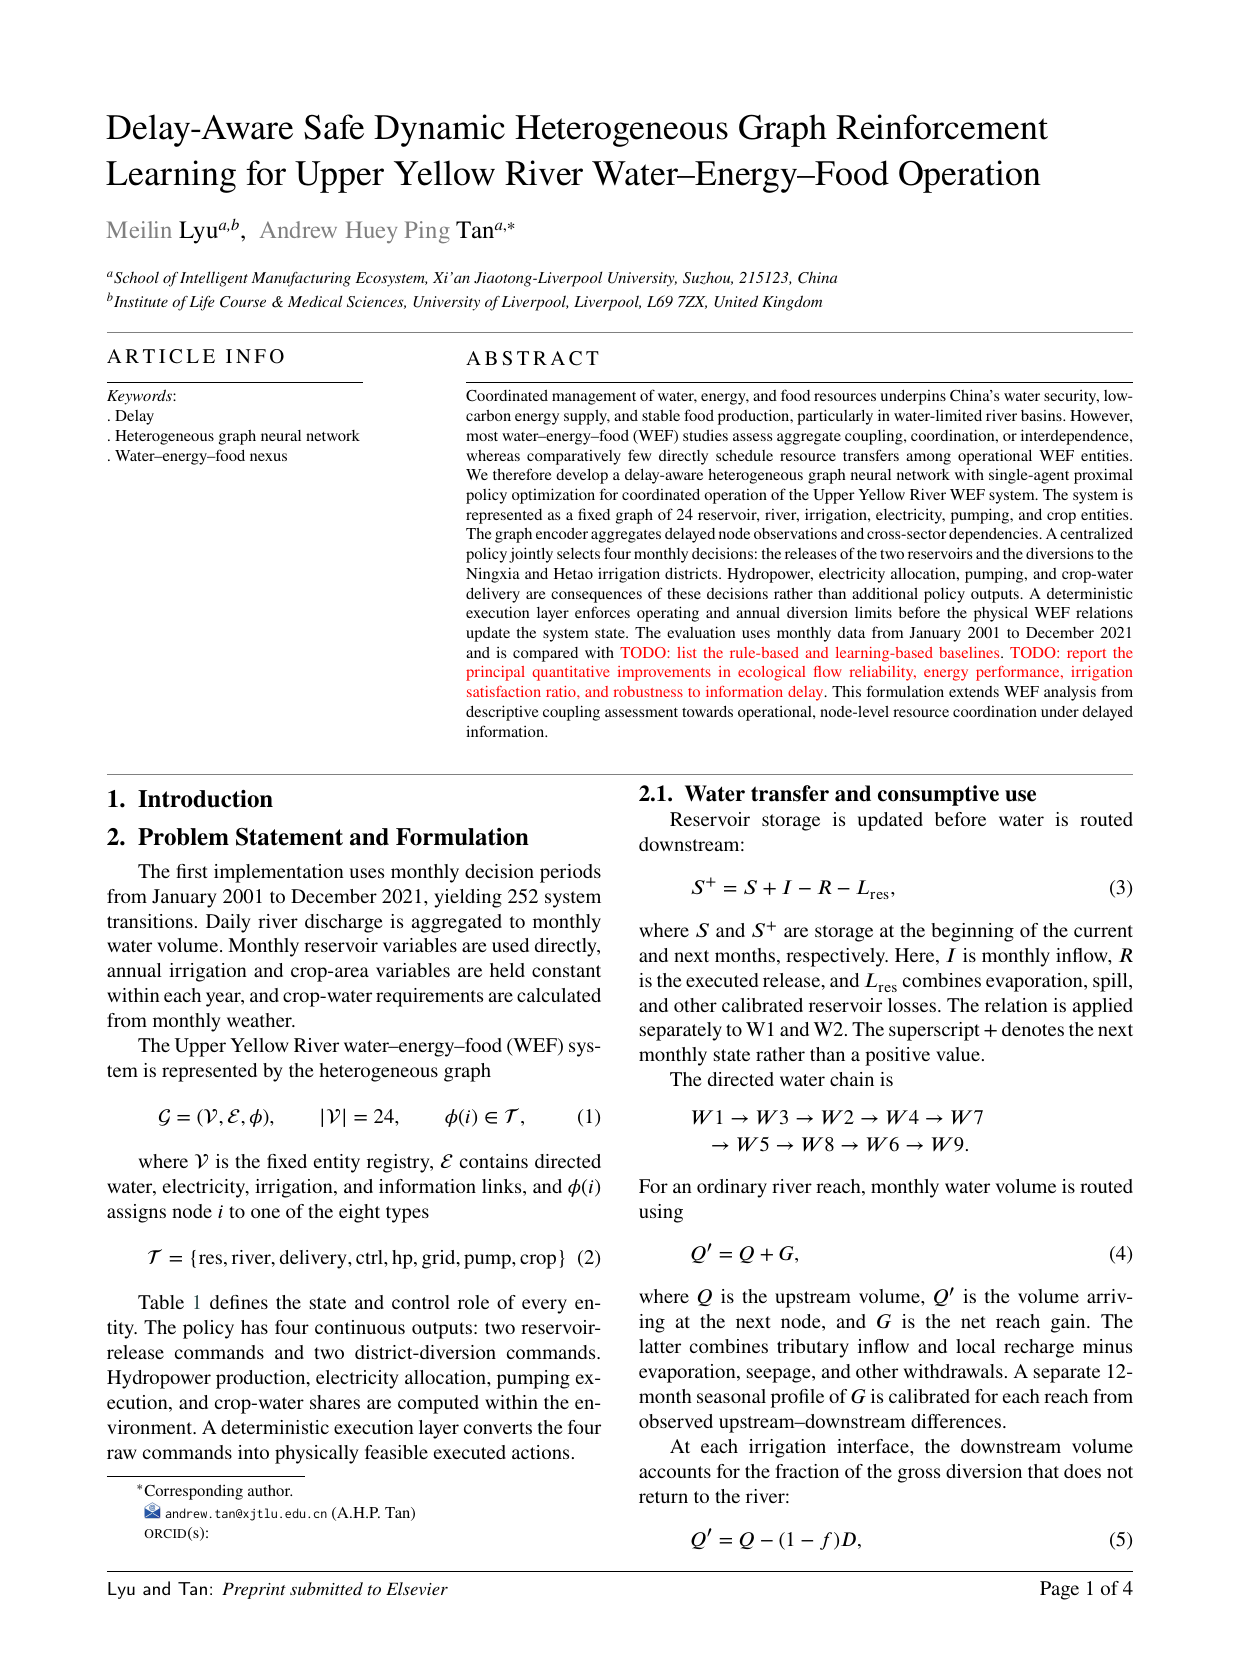 Delay-Aware Safe Dynamic Heterogeneous Graph Reinforcement
Learning for Upper Yellow River Water–Energy–Food Operation
Meilin Lyu^{a,b}, Andrew Huey Ping Tan^{a,∗}
^a School of Intelligent Manufacturing Ecosystem, Xi'an Jiaotong-Liverpool University, Suzhou, 215123, China
^b Institute of Life Course & Medical Sciences, University of Liverpool, Liverpool, L69 7ZX, United Kingdom
ARTICLE INFO
Keywords:
. Delay
. Heterogeneous graph neural network
. Water–energy–food nexus
ABSTRACT
Coordinated management of water, energy, and food resources underpins China's water security, low-
carbon energy supply, and stable food production, particularly in water-limited river basins. However,
most water–energy–food (WEF) studies assess aggregate coupling, coordination, or interdependence,
whereas comparatively few directly schedule resource transfers among operational WEF entities.
We therefore develop a delay-aware heterogeneous graph neural network with single-agent proximal
policy optimization for coordinated operation of the Upper Yellow River WEF system. The system is
represented as a fixed graph of 24 reservoir, river, irrigation, electricity, pumping, and crop entities.
The graph encoder aggregates delayed node observations and cross-sector dependencies. A centralized
policy jointly selects four monthly decisions: the releases of the two reservoirs and the diversions to the
Ningxia and Hetao irrigation districts. Hydropower, electricity allocation, pumping, and crop-water
delivery are consequences of these decisions rather than additional policy outputs. A deterministic
execution layer enforces operating and annual diversion limits before the physical WEF relations
update the system state. The evaluation uses monthly data from January 2001 to December 2021
and is compared with TODO: list the rule-based and learning-based baselines. TODO: report the
principal quantitative improvements in ecological flow reliability, energy performance, irrigation
satisfaction ratio, and robustness to information delay. This formulation extends WEF analysis from
descriptive coupling assessment towards operational, node-level resource coordination under delayed
information.
1. Introduction
2. Problem Statement and Formulation
The first implementation uses monthly decision periods
from January 2001 to December 2021, yielding 252 system
transitions. Daily river discharge is aggregated to monthly
water volume. Monthly reservoir variables are used directly,
annual irrigation and crop-area variables are held constant
within each year, and crop-water requirements are calculated
from monthly weather.
The Upper Yellow River water–energy–food (WEF) sys-
tem is represented by the heterogeneous graph
𝒢 = (𝒱, ℰ, ϕ), |𝒱| = 24, ϕ(i) ∈ 𝒯, (1)
where 𝒱 is the fixed entity registry, ℰ contains directed
water, electricity, irrigation, and information links, and ϕ(i)
assigns node i to one of the eight types
𝒯 = {res, river, delivery, ctrl, hp, grid, pump, crop} (2)
Table 1 defines the state and control role of every en-
tity. The policy has four continuous outputs: two reservoir-
release commands and two district-diversion commands.
Hydropower production, electricity allocation, pumping ex-
ecution, and crop-water shares are computed within the en-
vironment. A deterministic execution layer converts the four
raw commands into physically feasible executed actions.
∗Corresponding author.
andrew.tan@xjtlu.edu.cn (A.H.P. Tan)
ORCID(s):
2.1. Water transfer and consumptive use
Reservoir storage is updated before water is routed
downstream:
S⁺ = S + I − R − L_{res}, (3)
where S and S⁺ are storage at the beginning of the current
and next months, respectively. Here, I is monthly inflow, R
is the executed release, and L_{res} combines evaporation, spill,
and other calibrated reservoir losses. The relation is applied
separately to W1 and W2. The superscript + denotes the next
monthly state rather than a positive value.
The directed water chain is
W1 → W3 → W2 → W4 → W7
→ W5 → W8 → W6 → W9.
For an ordinary river reach, monthly water volume is routed
using
Q′ = Q + G, (4)
where Q is the upstream volume, Q′ is the volume arriv-
ing at the next node, and G is the net reach gain. The
latter combines tributary inflow and local recharge minus
evaporation, seepage, and other withdrawals. A separate 12-
month seasonal profile of G is calibrated for each reach from
observed upstream–downstream differences.
At each irrigation interface, the downstream volume
accounts for the fraction of the gross diversion that does not
return to the river:
Q′ = Q − (1 − f)D, (5)
Lyu and Tan: Preprint submitted to Elsevier
Page 1 of 4